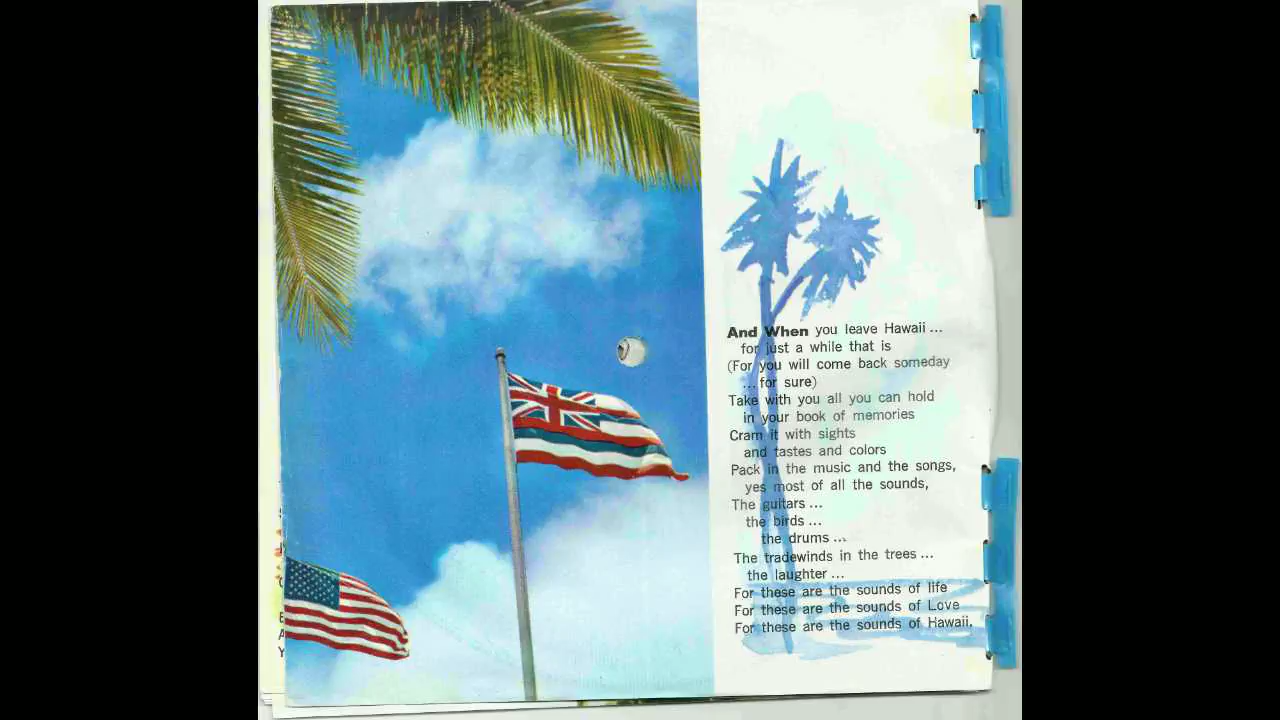 And When you leave Hawaii ...
for just a while that is
(For you will come back someday
... for sure)
Take with you all you can hold
in your book of memories
Cram it with sights
and tastes and colors
Pack in the music and the songs,
yes most of all the sounds,
The guitars ...
the birds ...
the drums ...
The tradewinds in the trees ...
the laughter ...
For these are the sounds of life
For these are the sounds of Love
For these are the sounds of Hawaii.